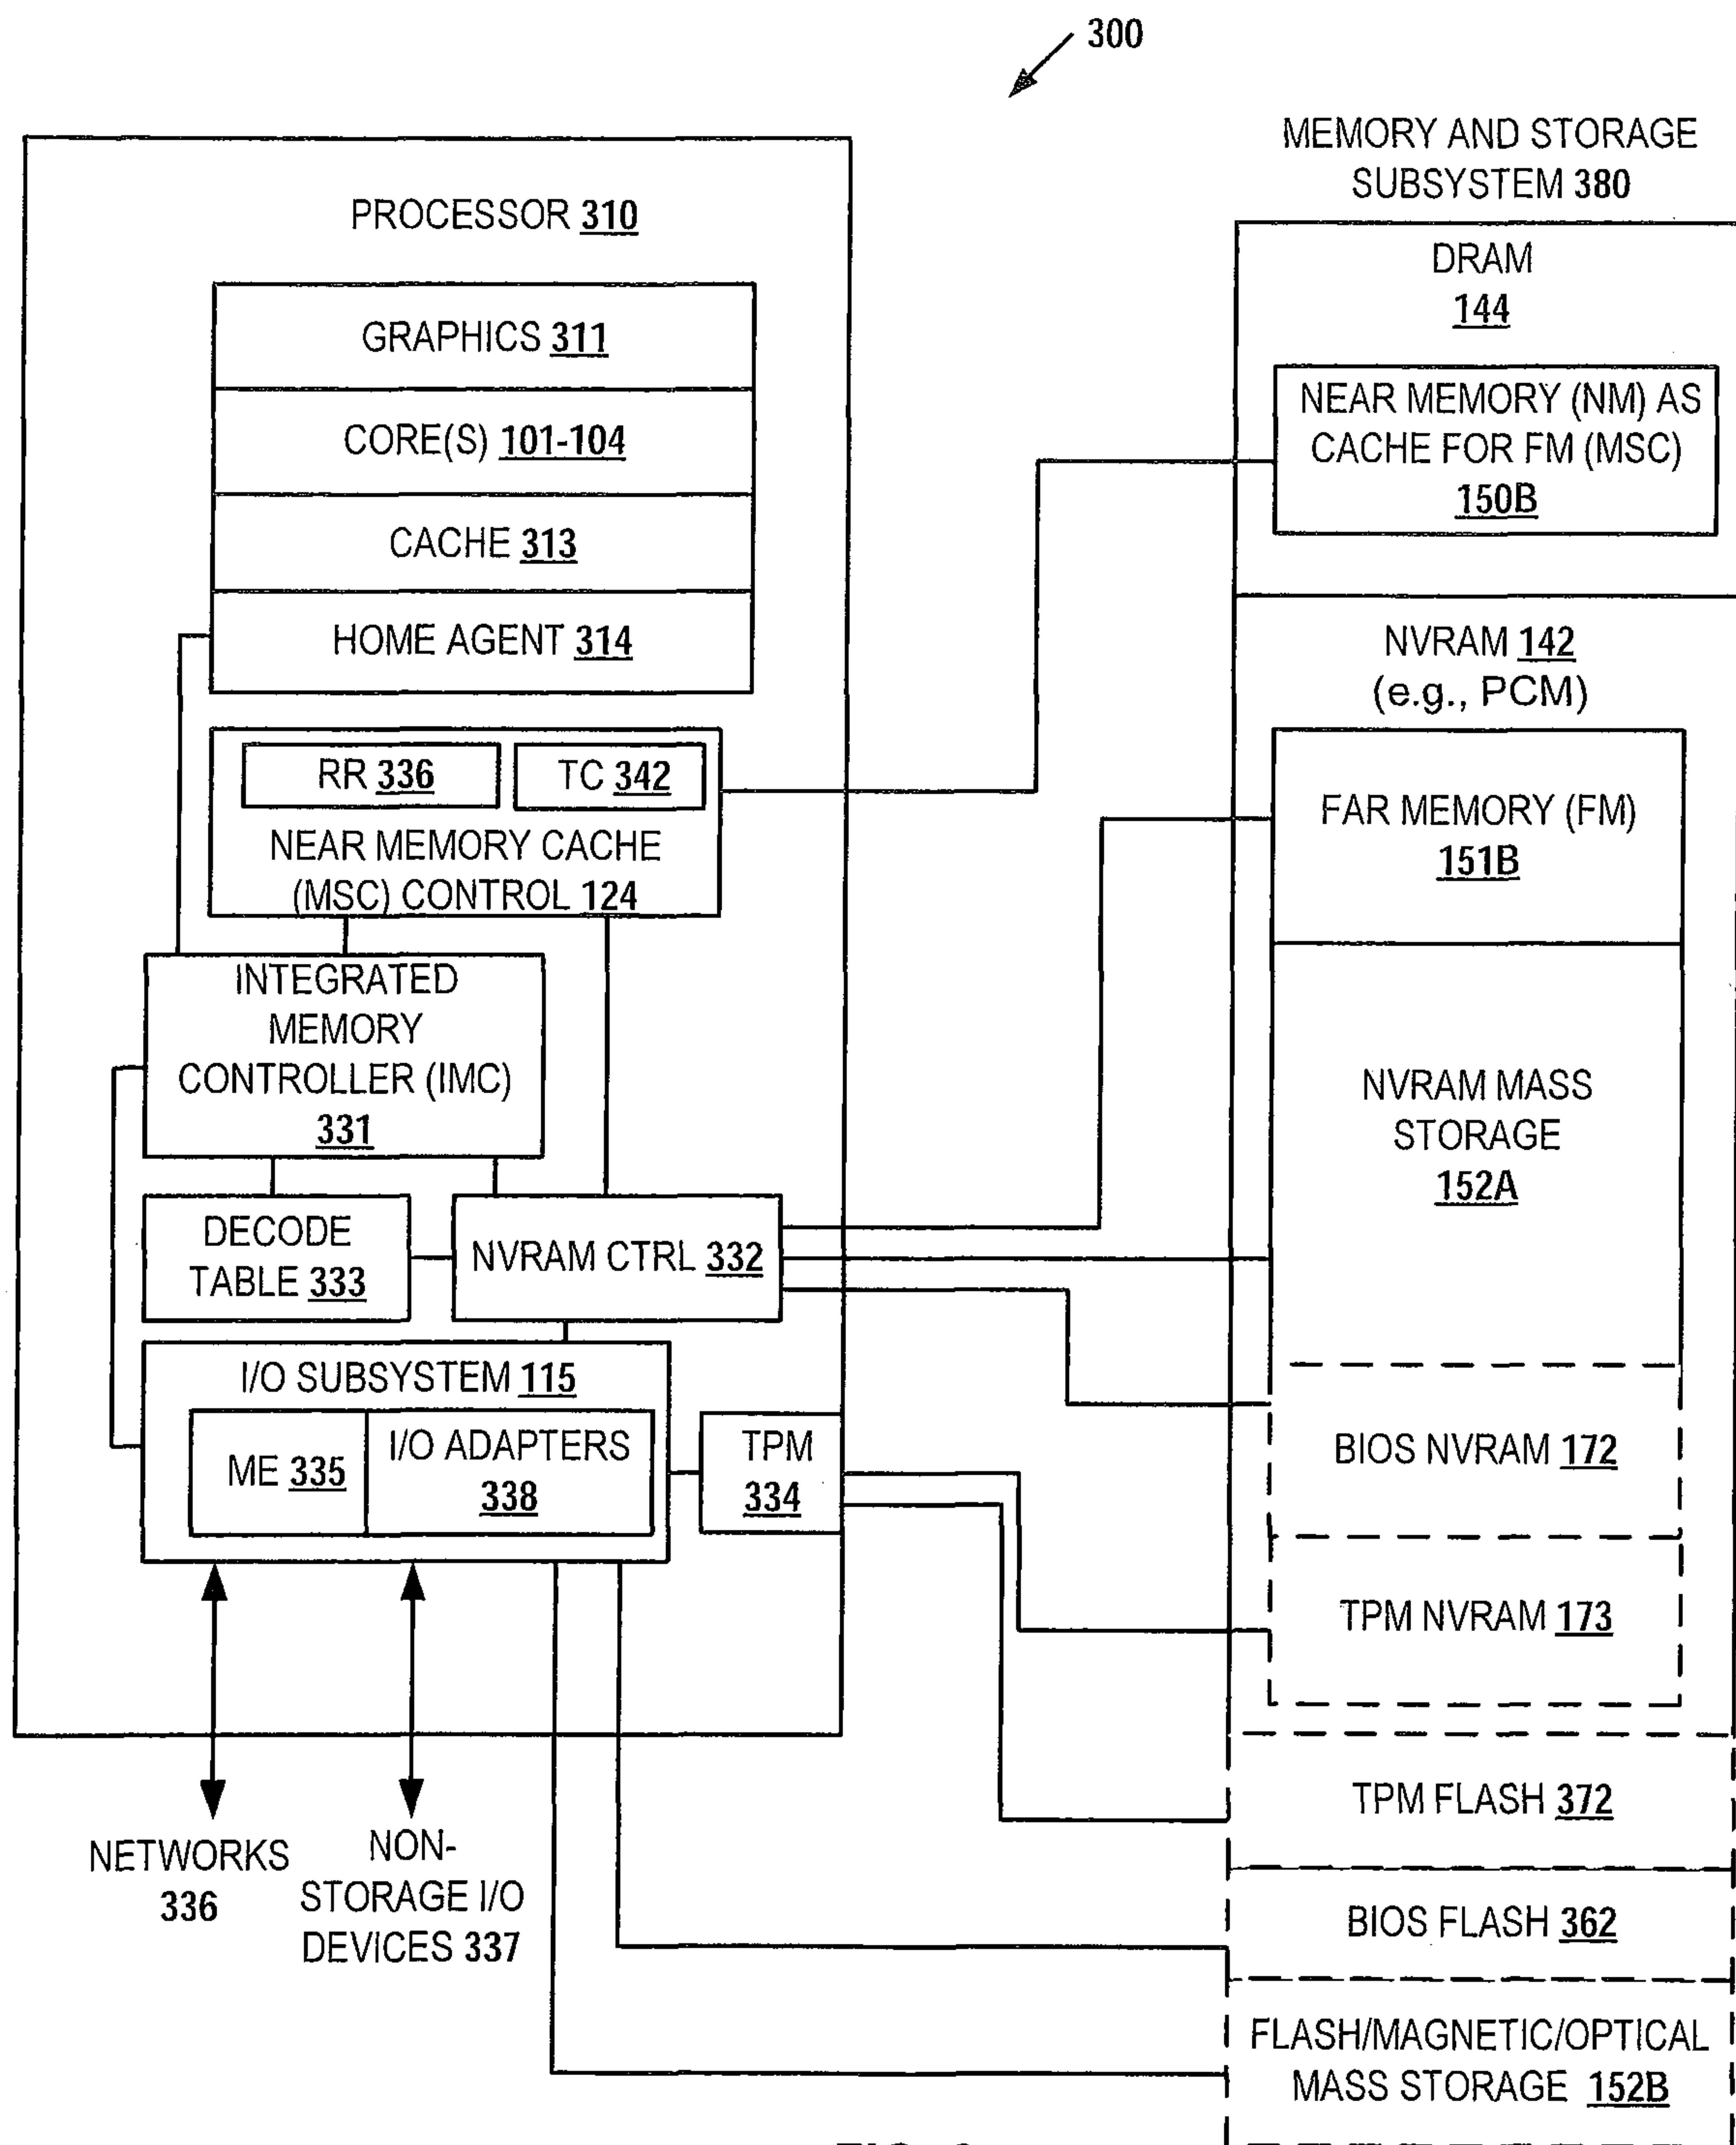 300
PROCESSOR 310
GRAPHICS 311
CORE(S) 101-104
CACHE 313
HOME AGENT 314
RR 336
TC 342
NEAR MEMORY CACHE
(MSC) CONTROL 124
INTEGRATED
MEMORY
CONTROLLER (IMC)
331
DECODE
TABLE 333
NVRAM CTRL 332
I/O SUBSYSTEM 115
ME 335
I/O ADAPTERS
338
TPM
334
NETWORKS
336
NON-
STORAGE I/O
DEVICES 337
MEMORY AND STORAGE
SUBSYSTEM 380
DRAM
144
NEAR MEMORY (NM) AS
CACHE FOR FM (MSC)
150B
NVRAM 142
(e.g., PCM)
FAR MEMORY (FM)
151B
NVRAM MASS
STORAGE
152A
BIOS NVRAM 172
TPM NVRAM 173
TPM FLASH 372
BIOS FLASH 362
FLASH/MAGNETIC/OPTICAL
MASS STORAGE 152B